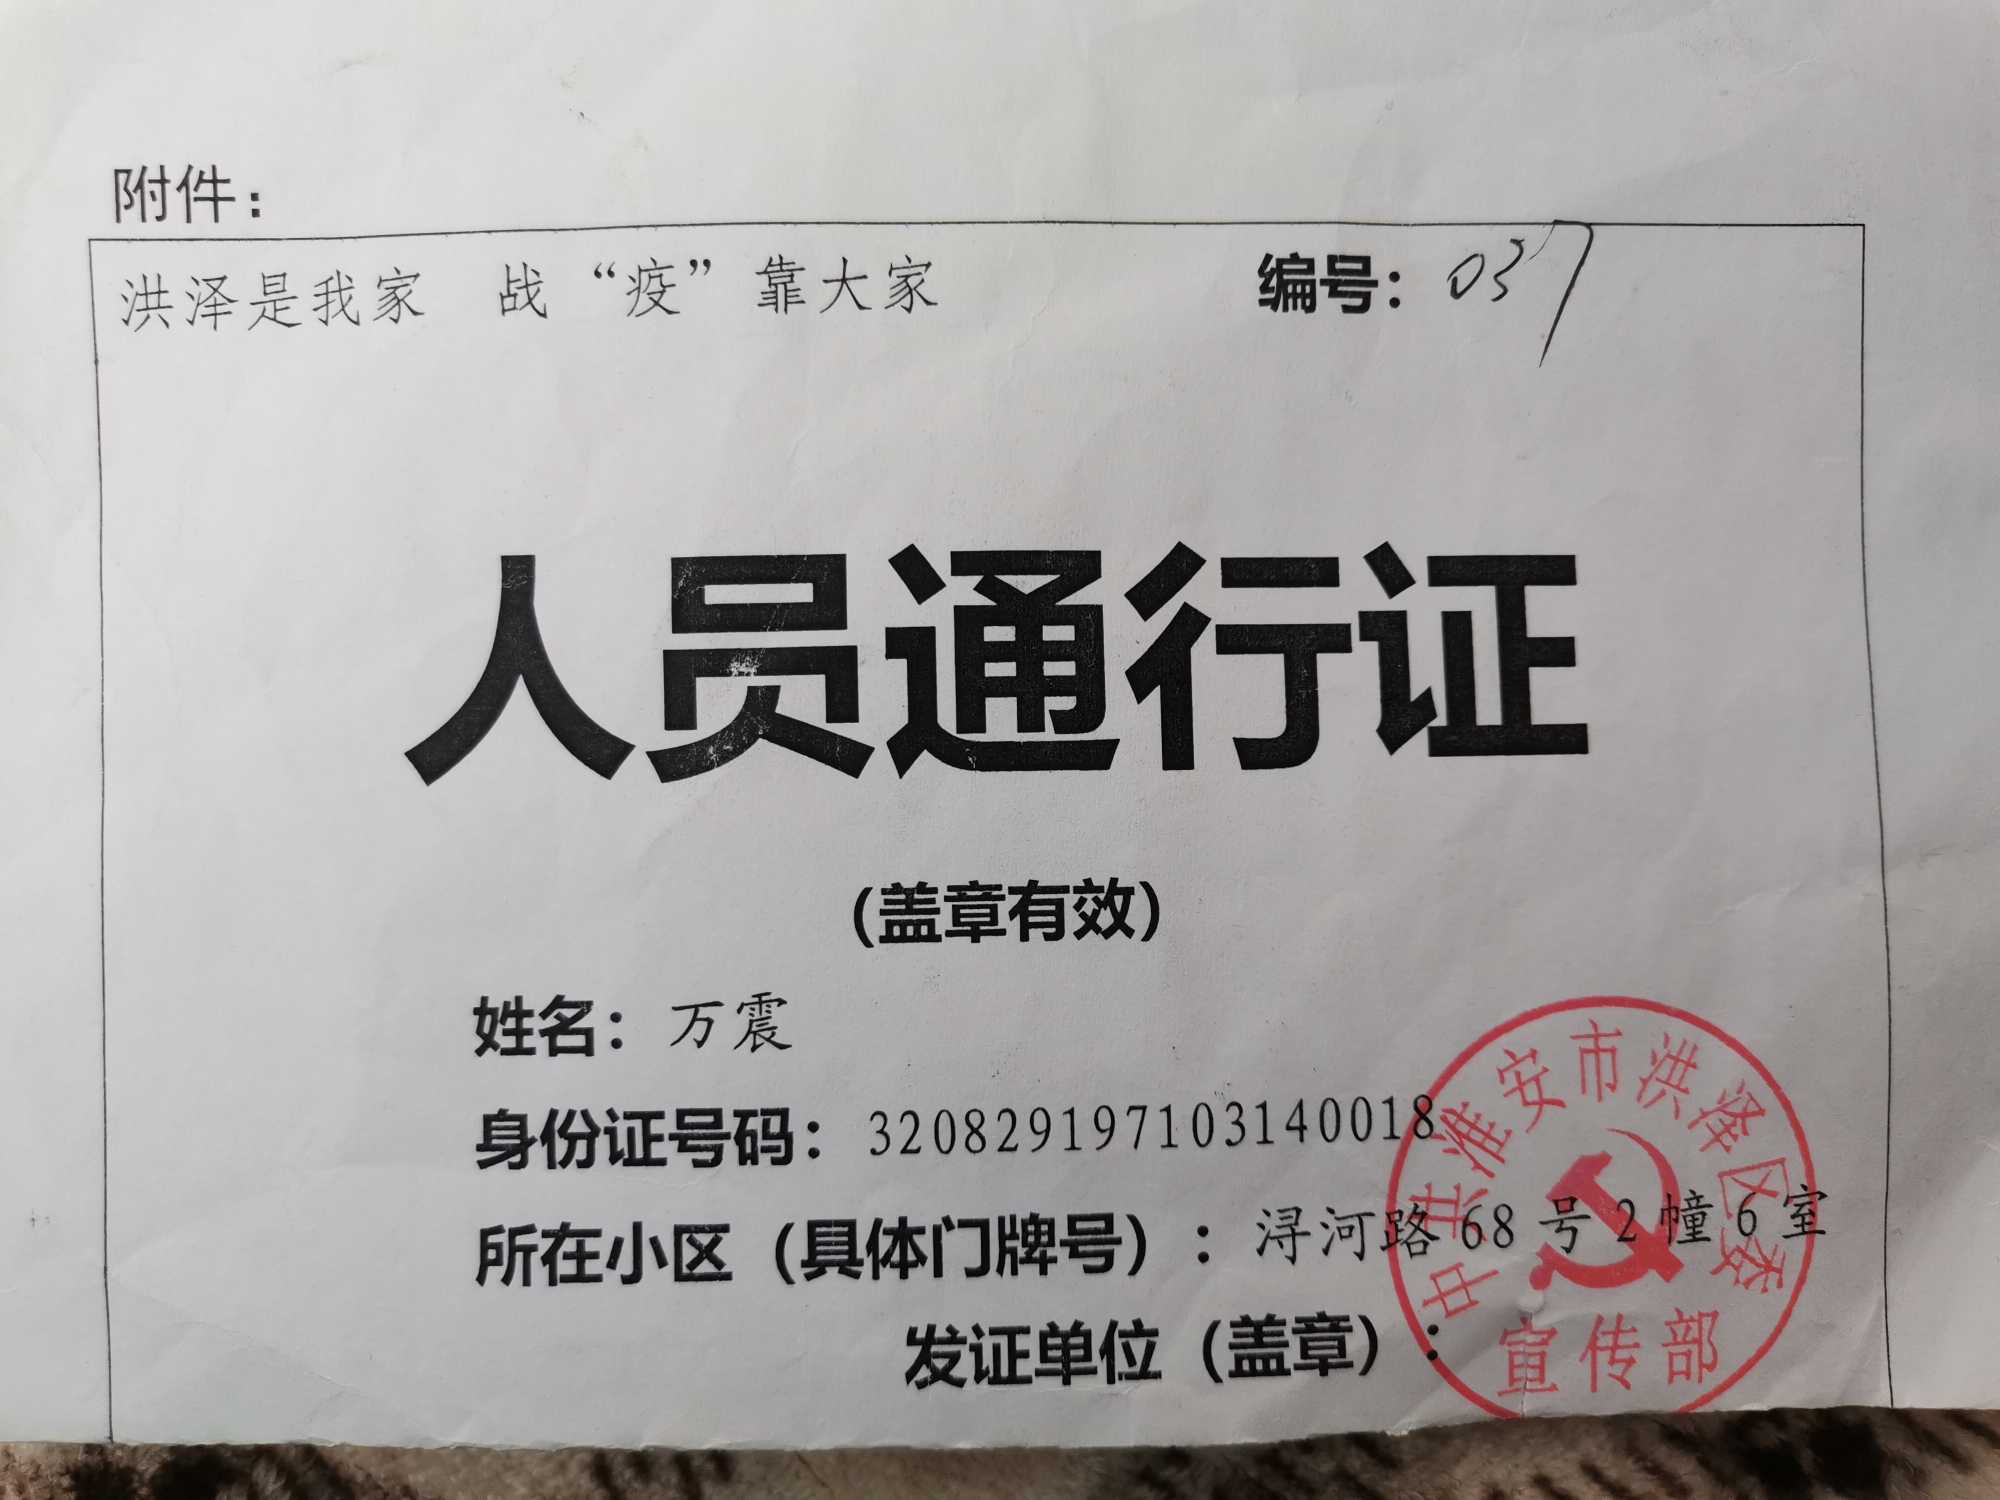 附件：
洪泽是我家 战“疫”靠大家 编号：037
人员通行证
（盖章有效）
姓名：万震
身份证号码：320829197103140018
所在小区（具体门牌号）：浔河路68号2幢6室
发证单位（盖章）：
中共淮安市洪泽区委
宣传部